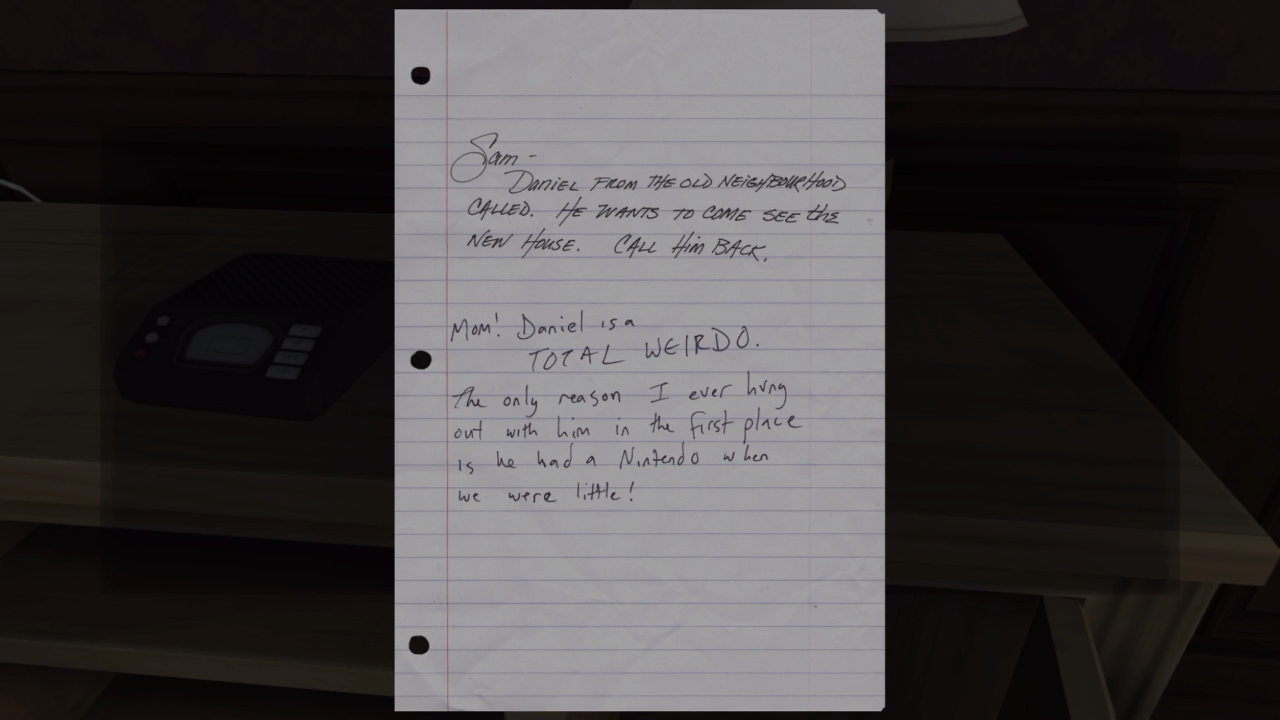 Sam -
DANIEL FROM THE OLD NEIGHBOURHOOD
CALLED. HE WANTS TO COME SEE the
NEW HOUSE. CALL HIM BACK.
Mom! Daniel is a
TOTAL WEIRDO.
The only reason I ever hung
out with him in the first place
is he had a Nintendo when
we were little!